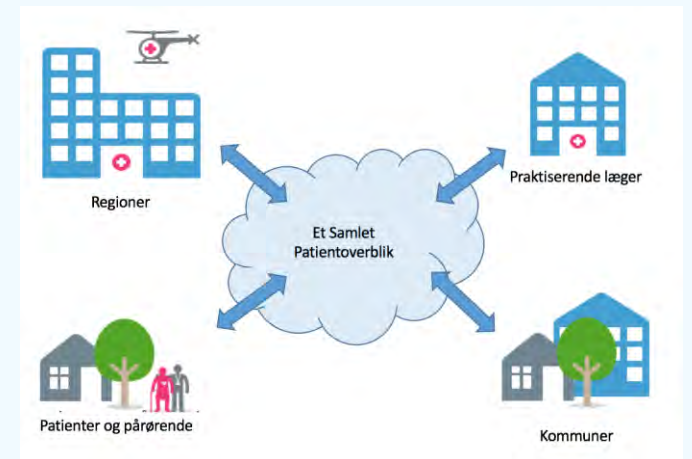 Regioner
Praktiserende læger
Et Samlet
Patientoverblik
Patienter og pårørende
Kommuner